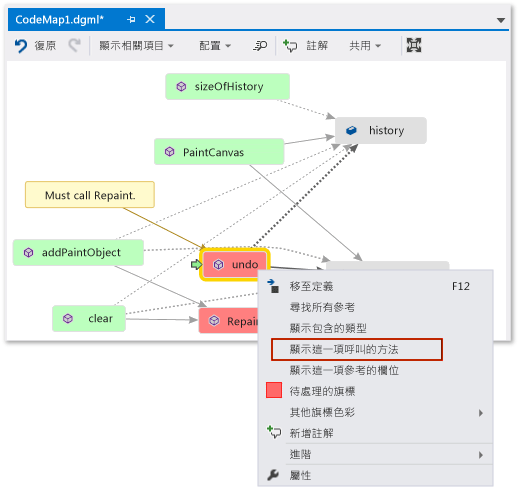 CodeMap1.dgml*
復原
顯示相關項目
配置
註解
共用
sizeOfHistory
history
PaintCanvas
Must call Repaint.
addPaintObject
undo
clear
Repain
移至定義 F12
尋找所有參考
顯示包含的類型
顯示這一項呼叫的方法
顯示這一項參考的欄位
待處理的旗標
其他旗標色彩
新增註解
進階
屬性